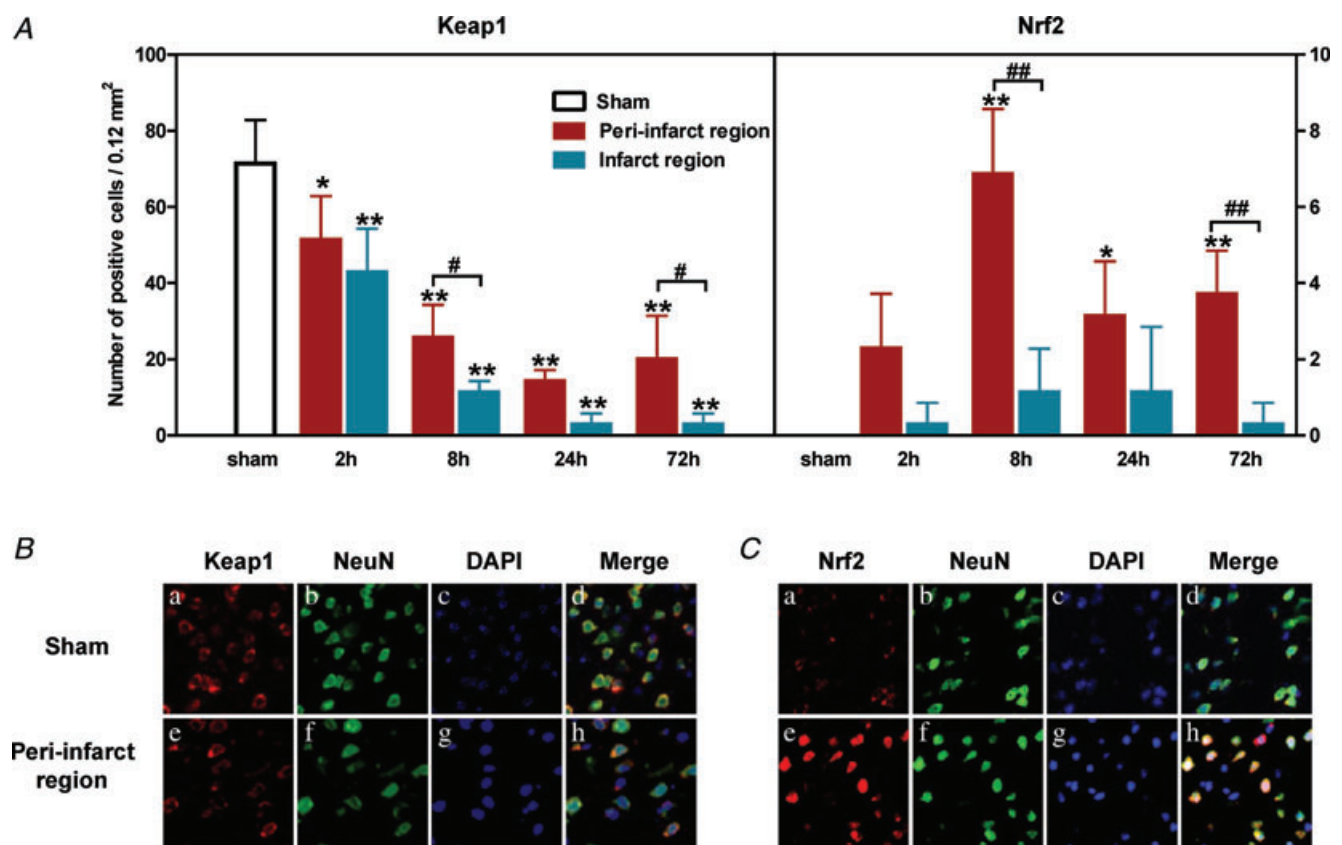 A
Keap1
Nrf2
Number of positive cells / 0.12 mm²
100
80
60
40
20
0
10
8
6
4
2
0
Sham
Peri-infarct region
Infarct region
*
**
**
**
#
**
**
**
**
#
**
**
##
*
**
##
sham 2h 8h 24h 72h
sham 2h 8h 24h 72h
B
Keap1 NeuN DAPI Merge
Sham
a b c d
Peri-infarct
region
e f g h
C
Nrf2 NeuN DAPI Merge
a b c d
e f g h